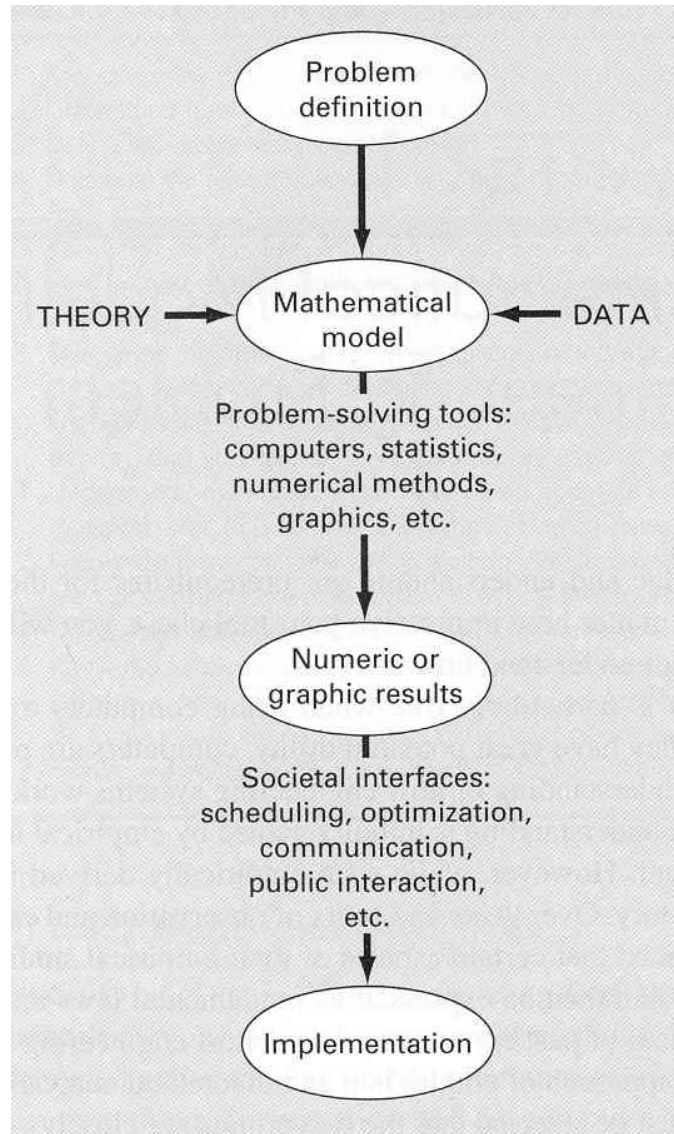 Problem
definition
THEORY
Mathematical
model
DATA
Problem-solving tools:
computers, statistics,
numerical methods,
graphics, etc.
Numeric or
graphic results
Societal interfaces:
scheduling, optimization,
communication,
public interaction,
etc.
Implementation